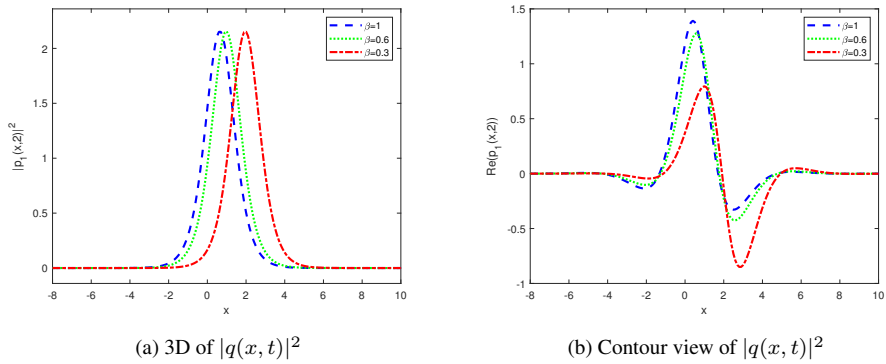 β=1
β=0.6
β=0.3
2
1.5
1
0.5
0
|p₁(x,2)|²
-8 -6 -4 -2 0 2 4 6 8 10
x
(a) 3D of |q(x, t)|²
β=1
β=0.6
β=0.3
1.5
1
0.5
0
-0.5
-1
Re(p₁(x,2))
-8 -6 -4 -2 0 2 4 6 8 10
x
(b) Contour view of |q(x, t)|²